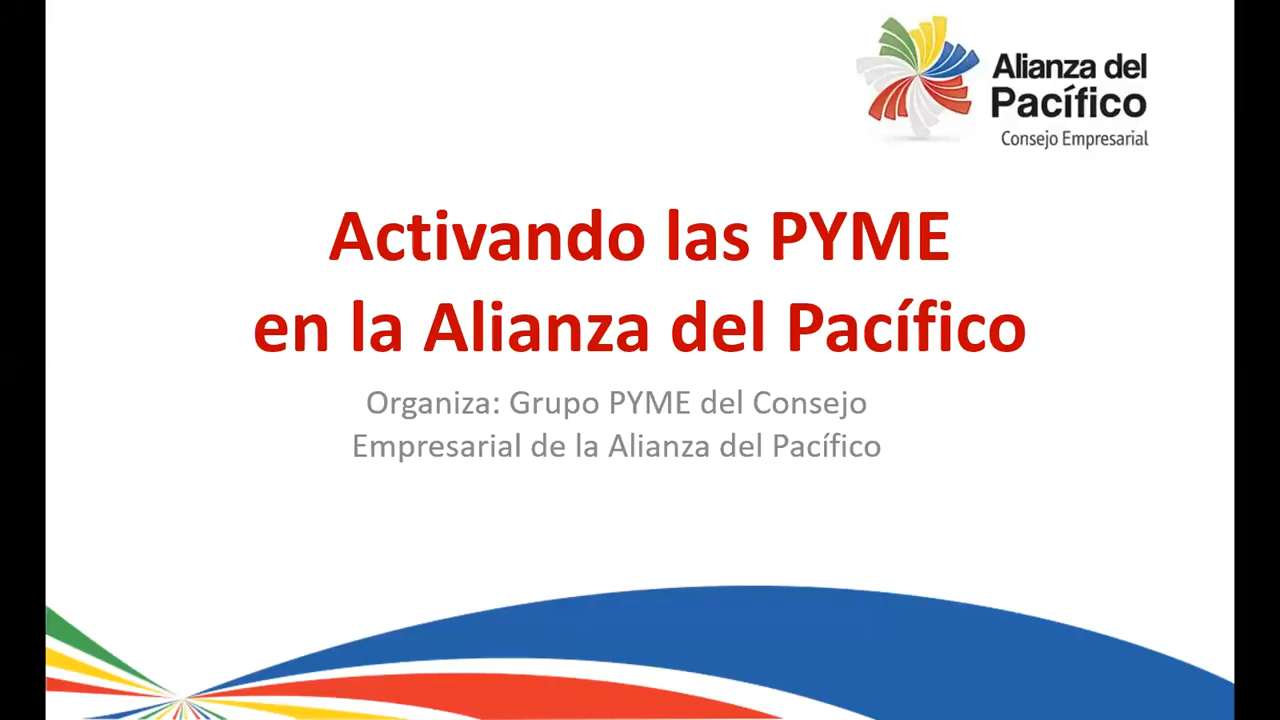 Alianza del
Pacífico
Consejo Empresarial
Activando las PYME
en la Alianza del Pacífico
Organiza: Grupo PYME del Consejo
Empresarial de la Alianza del Pacífico